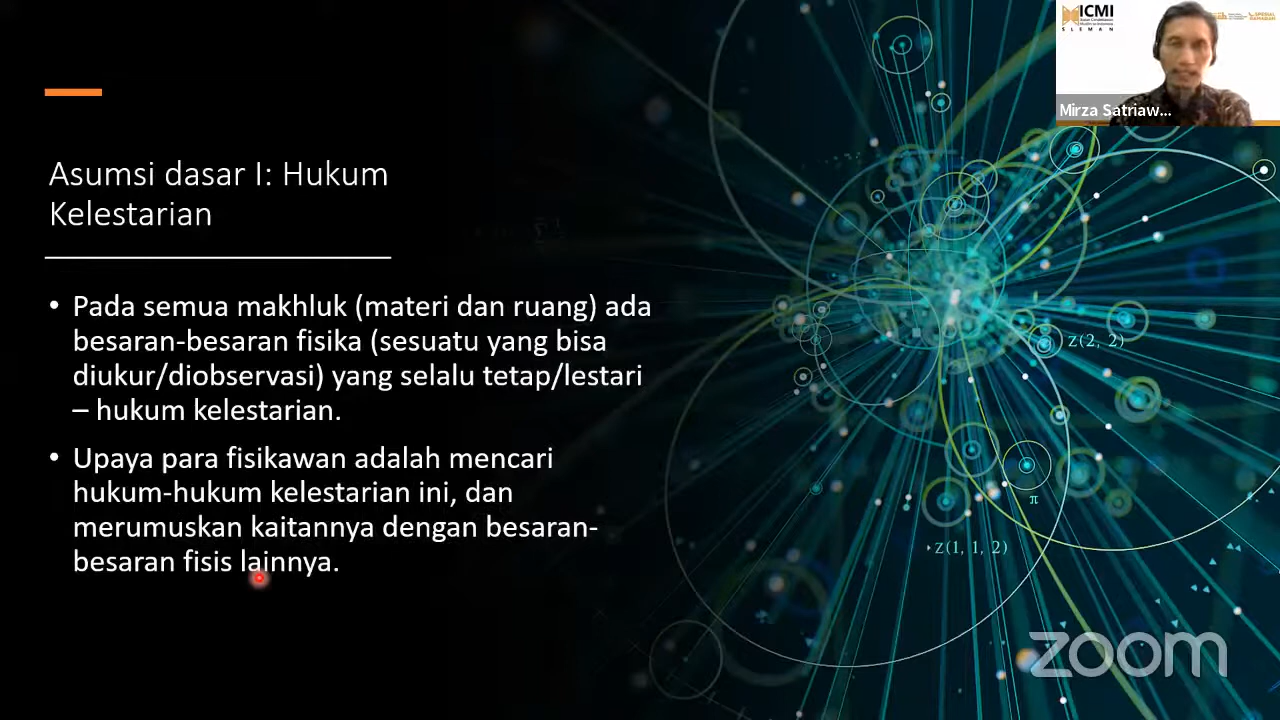 ICMI
SLEMAN
Mirza Satriaw...
Asumsi dasar I: Hukum
Kelestarian
• Pada semua makhluk (materi dan ruang) ada
besaran-besaran fisika (sesuatu yang bisa
diukur/diobservasi) yang selalu tetap/lestari
– hukum kelestarian.
• Upaya para fisikawan adalah mencari
hukum-hukum kelestarian ini, dan
merumuskan kaitannya dengan besaran-
besaran fisis lainnya.
z(2, 2)
π
z(1, 1, 2)
zoom